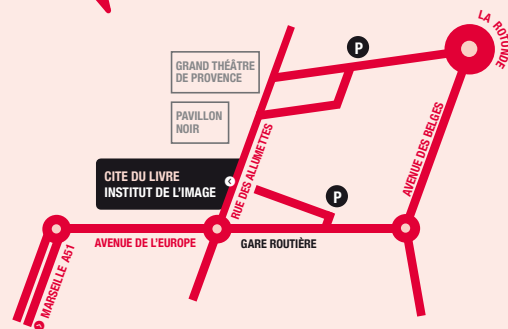 LA ROTONDE
P
GRAND THÉÂTRE
DE PROVENCE
PAVILLON
NOIR
RUE DES ALLUMETTES
AVENUE DES BELGES
CITE DU LIVRE
INSTITUT DE L'IMAGE
P
AVENUE DE L'EUROPE
GARE ROUTIÈRE
MARSEILLE A51